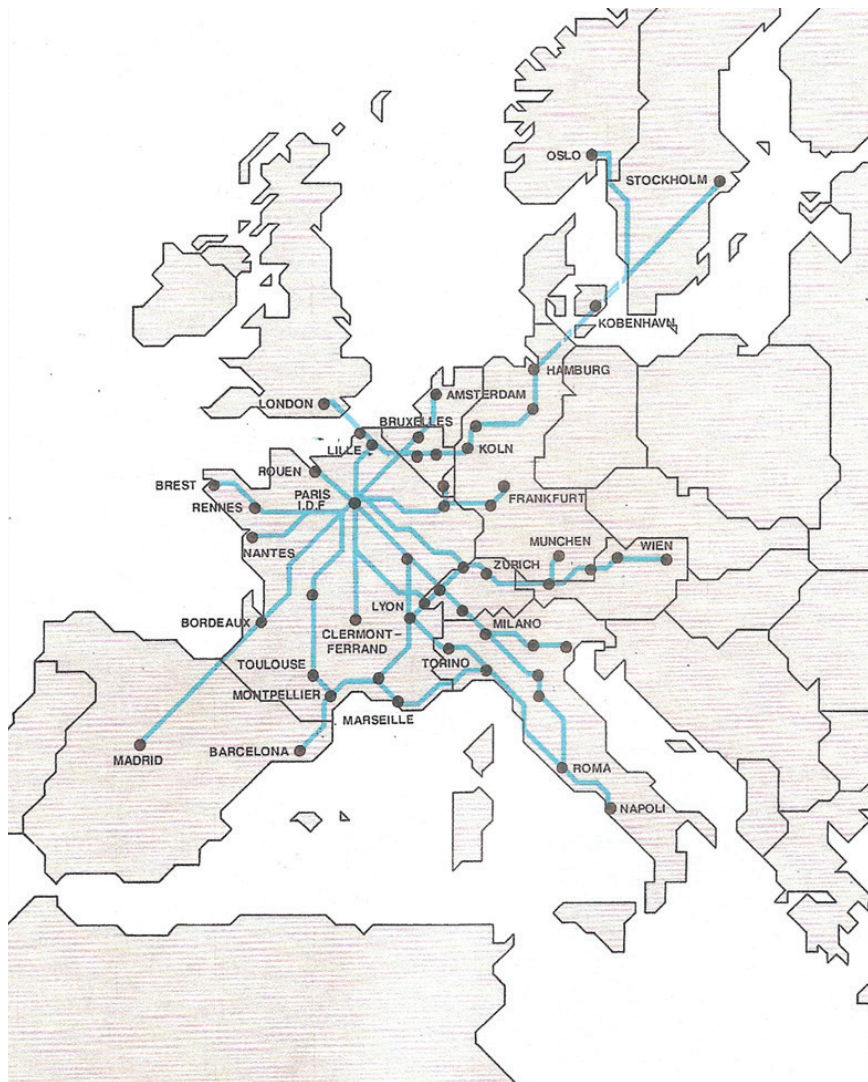 OSLO
STOCKHOLM
KOBENHAVN
HAMBURG
AMSTERDAM
LONDON
BRUXELLES
LILLE
KOLN
ROUEN
BREST
PARIS
I.D.F
RENNES
FRANKFURT
NANTES
MUNCHEN
WIEN
ZURICH
LYON
BORDEAUX
MILANO
CLERMONT-
FERRAND
TOULOUSE
TORINO
MONTPELLIER
MARSEILLE
MADRID
BARCELONA
ROMA
NAPOLI